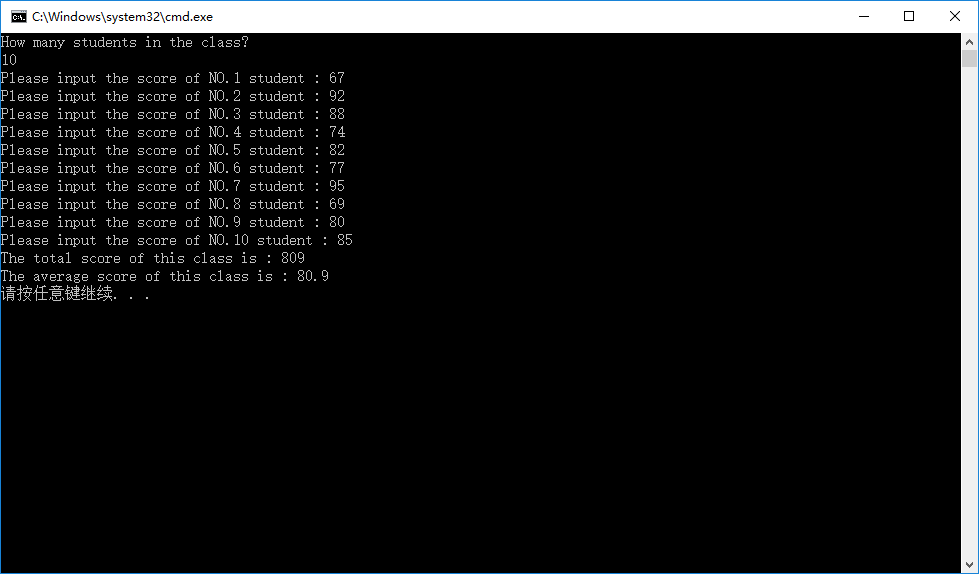 C:\Windows\system32\cmd.exe
How many students in the class?
10
Please input the score of NO.1 student : 67
Please input the score of NO.2 student : 92
Please input the score of NO.3 student : 88
Please input the score of NO.4 student : 74
Please input the score of NO.5 student : 82
Please input the score of NO.6 student : 77
Please input the score of NO.7 student : 95
Please input the score of NO.8 student : 69
Please input the score of NO.9 student : 80
Please input the score of NO.10 student : 85
The total score of this class is : 809
The average score of this class is : 80.9
请按任意键继续. . .